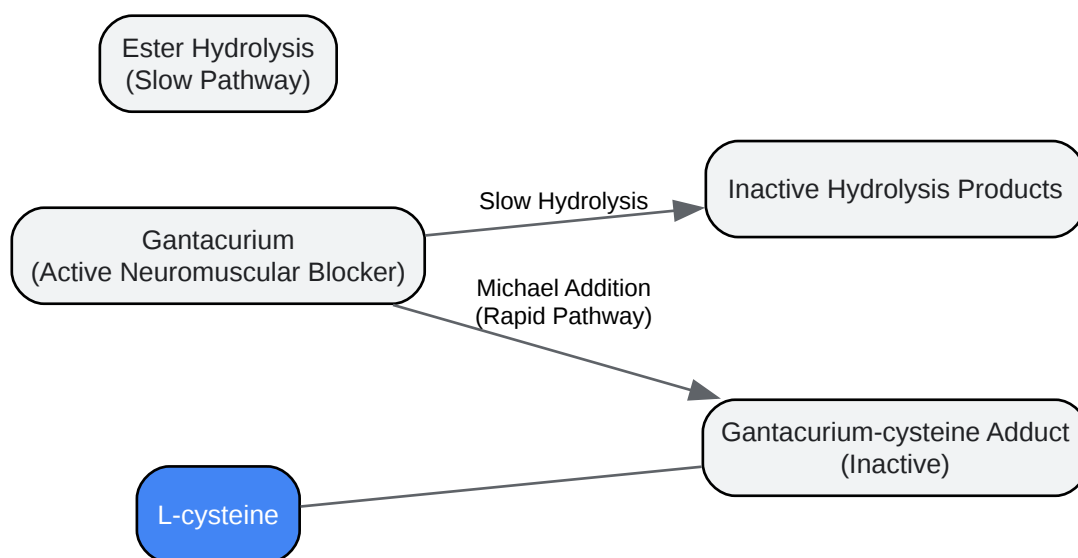 Ester Hydrolysis
(Slow Pathway)
Slow Hydrolysis
Inactive Hydrolysis Products
Gantacurium
(Active Neuromuscular Blocker)
Michael Addition
(Rapid Pathway)
Gantacurium-cysteine Adduct
(Inactive)
L-cysteine